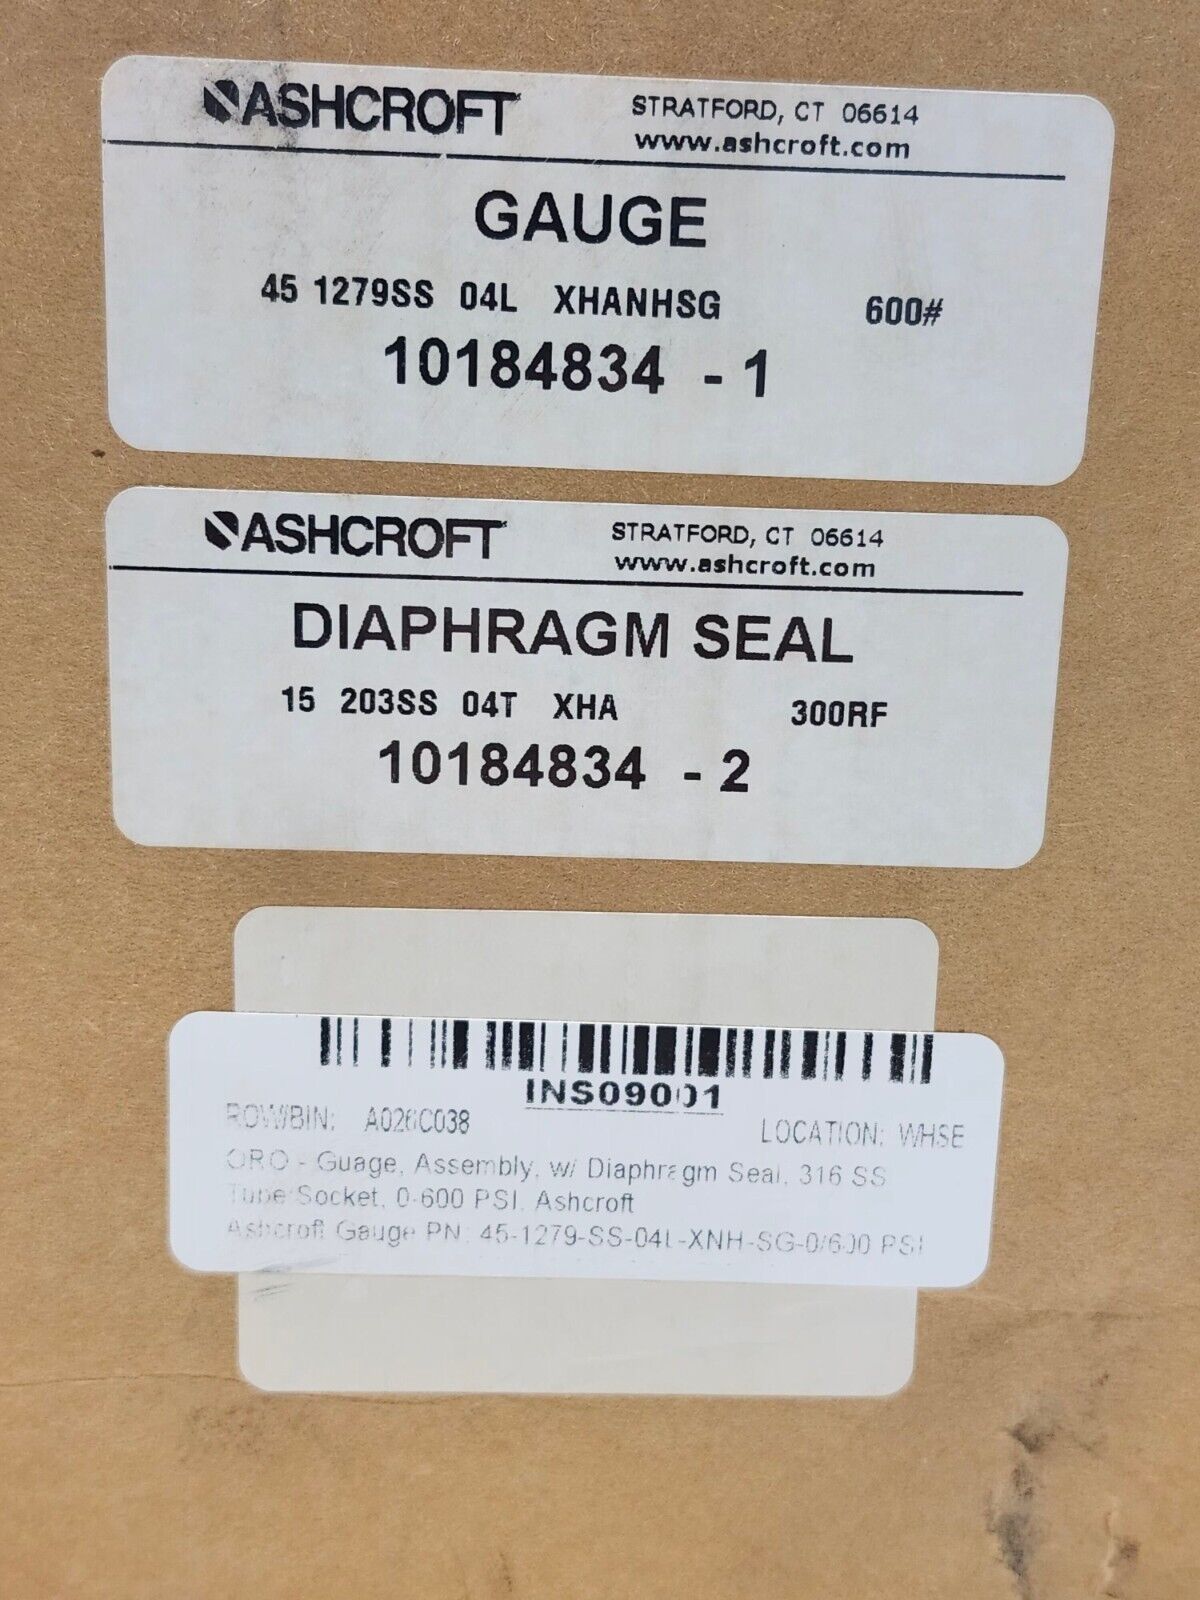 ASHCROFT STRATFORD, CT 06614
www.ashcroft.com
GAUGE
45 1279SS 04L XHANHSG 600#
10184834 - 1
ASHCROFT STRATFORD, CT 06614
www.ashcroft.com
DIAPHRAGM SEAL
15 203SS 04T XHA 300RF
10184834 - 2
INS09001
ROW/BIN: A026C038 LOCATION: WHSE
ORO - Guage, Assembly, w/ Diaphragm Seal, 316 SS
Tube/Socket, 0-600 PSI, Ashcroft
Ashcroft Gauge PN: 45-1279-SS-04L-XNH-SG-0/600 PSI